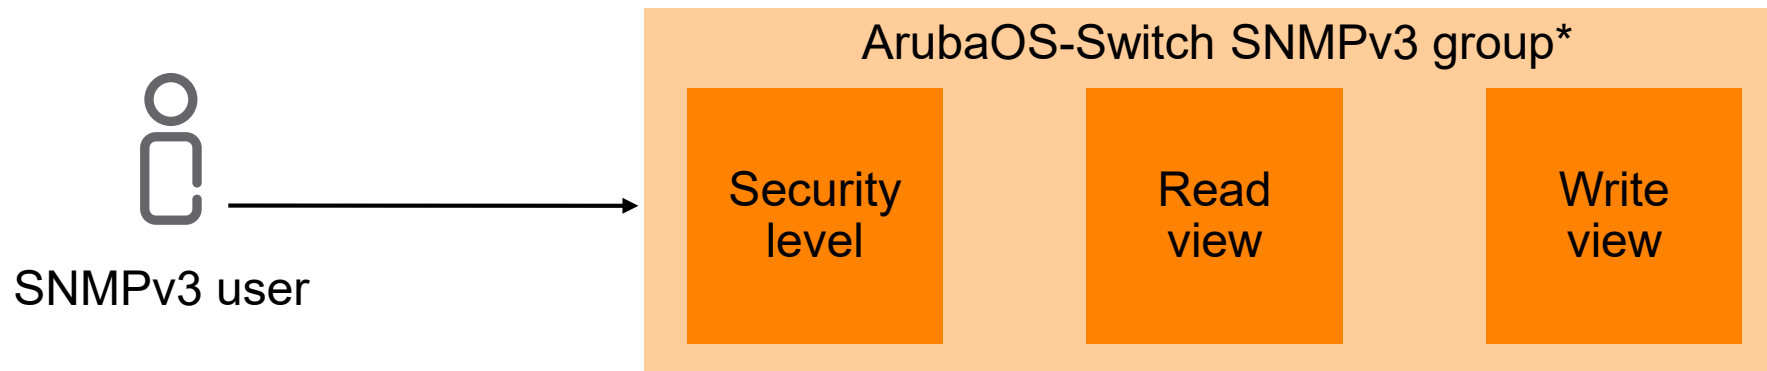 ArubaOS-Switch SNMPv3 group*
Security
level
Read
view
Write
view
SNMPv3 user